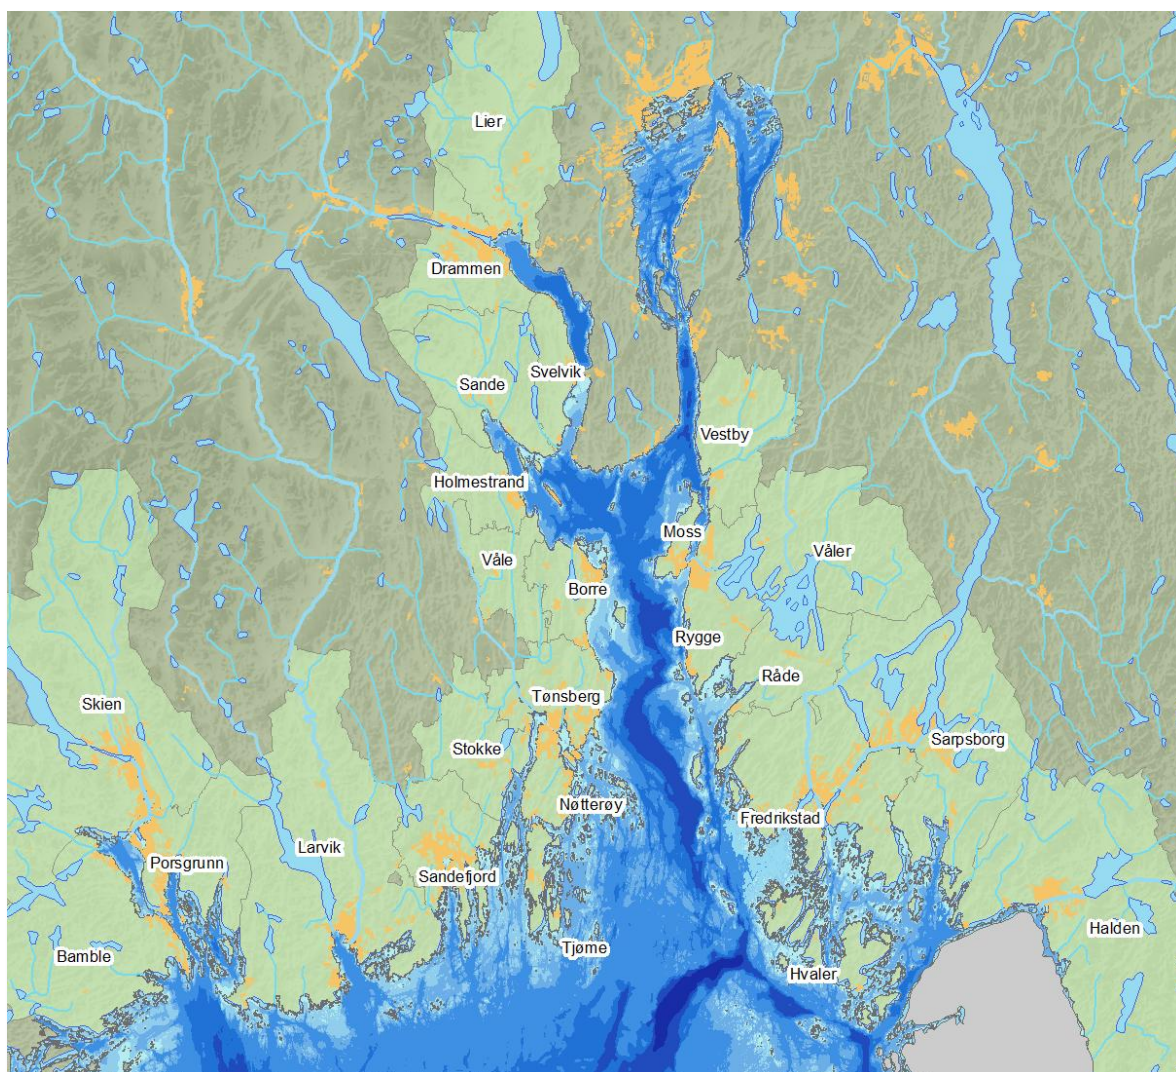 Lier
Drammen
Svelvik
Sande
Vestby
Holmestrand
Moss
Våler
Våle
Borre
Rygge
Råde
Tønsberg
Skien
Stokke
Sarpsborg
Nøtterøy
Fredrikstad
Larvik
Porsgrunn
Sandefjord
Halden
Tjøme
Bamble
Hvaler